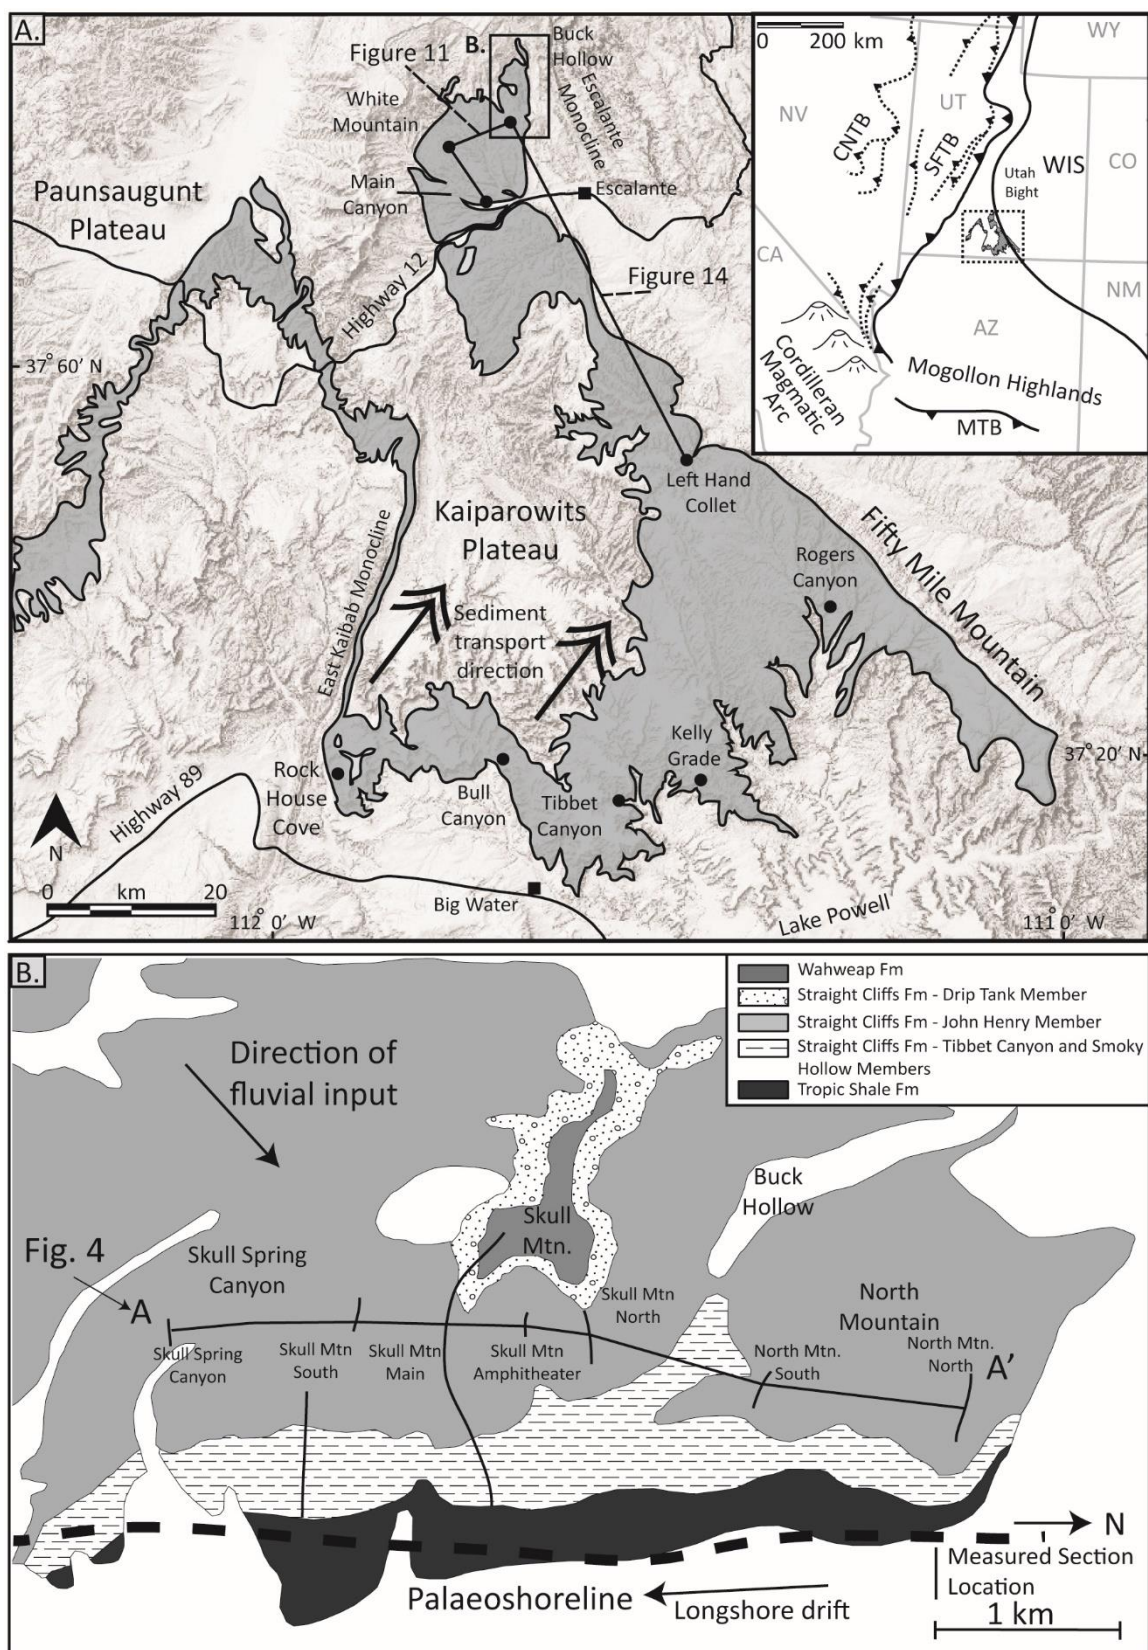 A.
Figure 11
B.
Buck
Hollow
White
Mountain
Escalante
Monocline
Main
Canyon
Escalante
Paunsaugunt
Plateau
Highway 12
Figure 14
37° 60' N
Left Hand
Collet
Kaiparowits
Plateau
East Kaibab Monocline
Sediment
transport
direction
Rogers
Canyon
Fifty Mile Mountain
Kelly
Grade
37° 20' N
Rock
House
Cove
Bull
Canyon
Tibbet
Canyon
Highway 89
N
0 km 20
Big Water
Lake Powell
112° 0' W
111° 0' W
0 200 km
WY
NV
UT
CNTB
SFTB
WIS
CO
Utah
Bight
CA
NM
AZ
Cordilleran
Magmatic
Arc
Mogollon Highlands
MTB
B.
Wahweap Fm
Straight Cliffs Fm - Drip Tank Member
Straight Cliffs Fm - John Henry Member
Straight Cliffs Fm - Tibbet Canyon and Smoky
Hollow Members
Tropic Shale Fm
Direction of
fluvial input
Buck
Hollow
Skull
Mtn.
Fig. 4
A
Skull Spring
Canyon
Skull Mtn
North
North
Mountain
Skull Spring
Canyon
Skull Mtn
South
Skull Mtn
Main
Skull Mtn
Amphitheater
North Mtn.
South
North Mtn.
North
A'
N
Palaeoshoreline
Longshore drift
Measured Section
Location
1 km